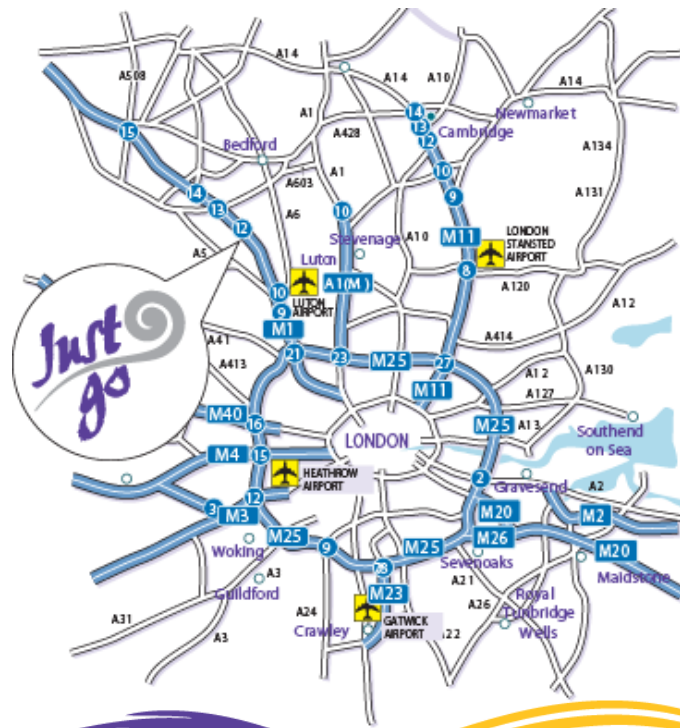 A14
A508
A14
A10
A14
15
A1
14
Newmarket
13
Cambridge
A428
12
Bedford
A134
A1
10
A603
14
9
A131
A6
13
10
12
A10
M11
LONDON
STANSTED
AIRPORT
Stevenage
A5
Luton
8
A1(M)
A120
10
LUTON
AIRPORT
9
A12
M1
Just
go
A41
A414
21
23
M25
27
A413
A12
A130
M11
A127
M40
16
M25
A13
Southend
on Sea
LONDON
M4
15
HEATHROW
AIRPORT
2
Gravesend
A2
12
3
M3
M20
M2
M25
9
M25
M26
M20
Woking
Sevenoaks
28
A3
A21
Maidstone
Guildford
M23
Royal
Tunbridge
Wells
A24
A26
A31
Crawley
GATWICK
AIRPORT
A22
A3